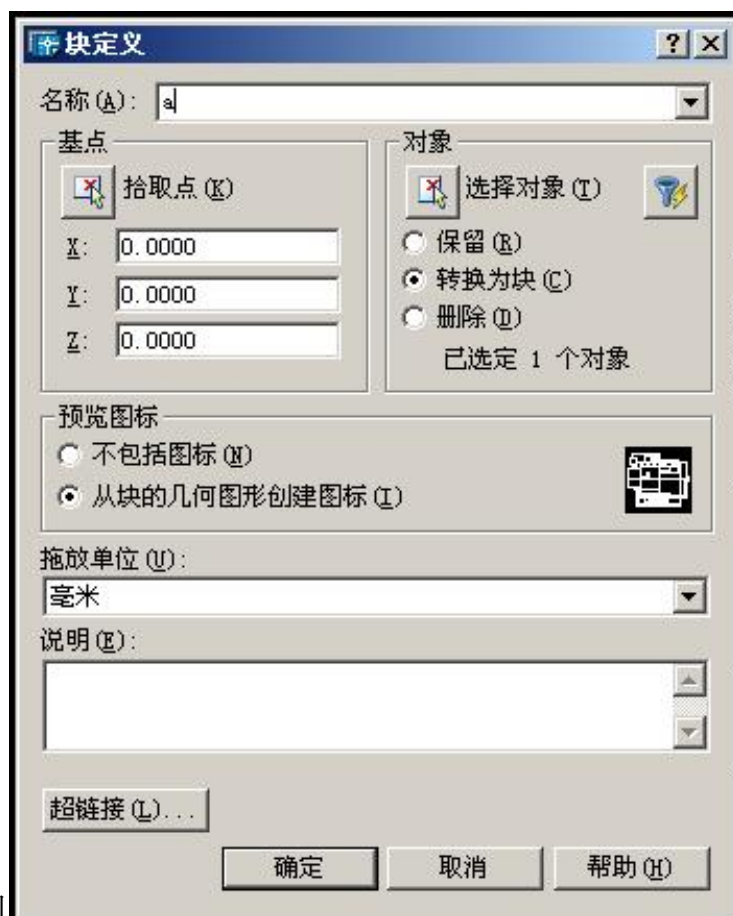 块定义
名称(A): a
基点
拾取点(K)
X: 0.0000
Y: 0.0000
Z: 0.0000
对象
选择对象(T)
保留(R)
转换为块(C)
删除(D)
已选定 1 个对象
预览图标
不包括图标(N)
从块的几何图形创建图标(I)
拖放单位(U):
毫米
说明(E):
超链接(L)...
确定 取消 帮助(H)